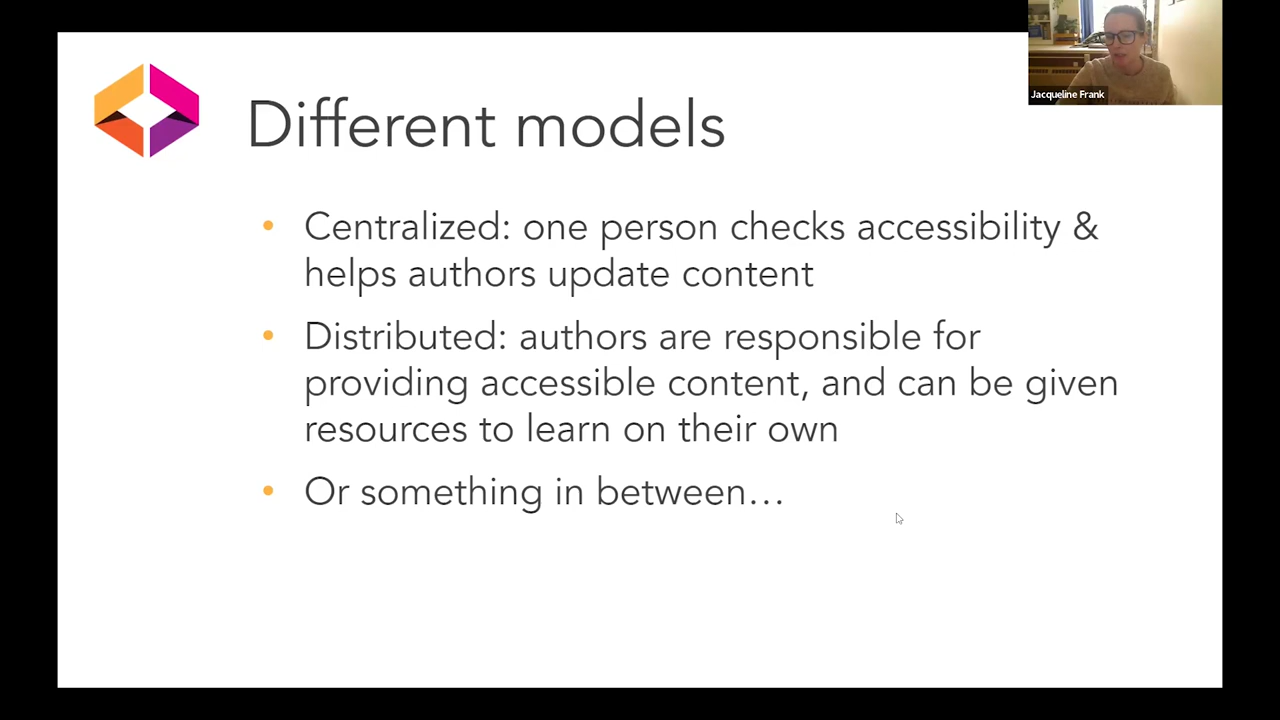 Jacqueline Frank
Different models
• Centralized: one person checks accessibility &
helps authors update content
• Distributed: authors are responsible for
providing accessible content, and can be given
resources to learn on their own
• Or something in between…